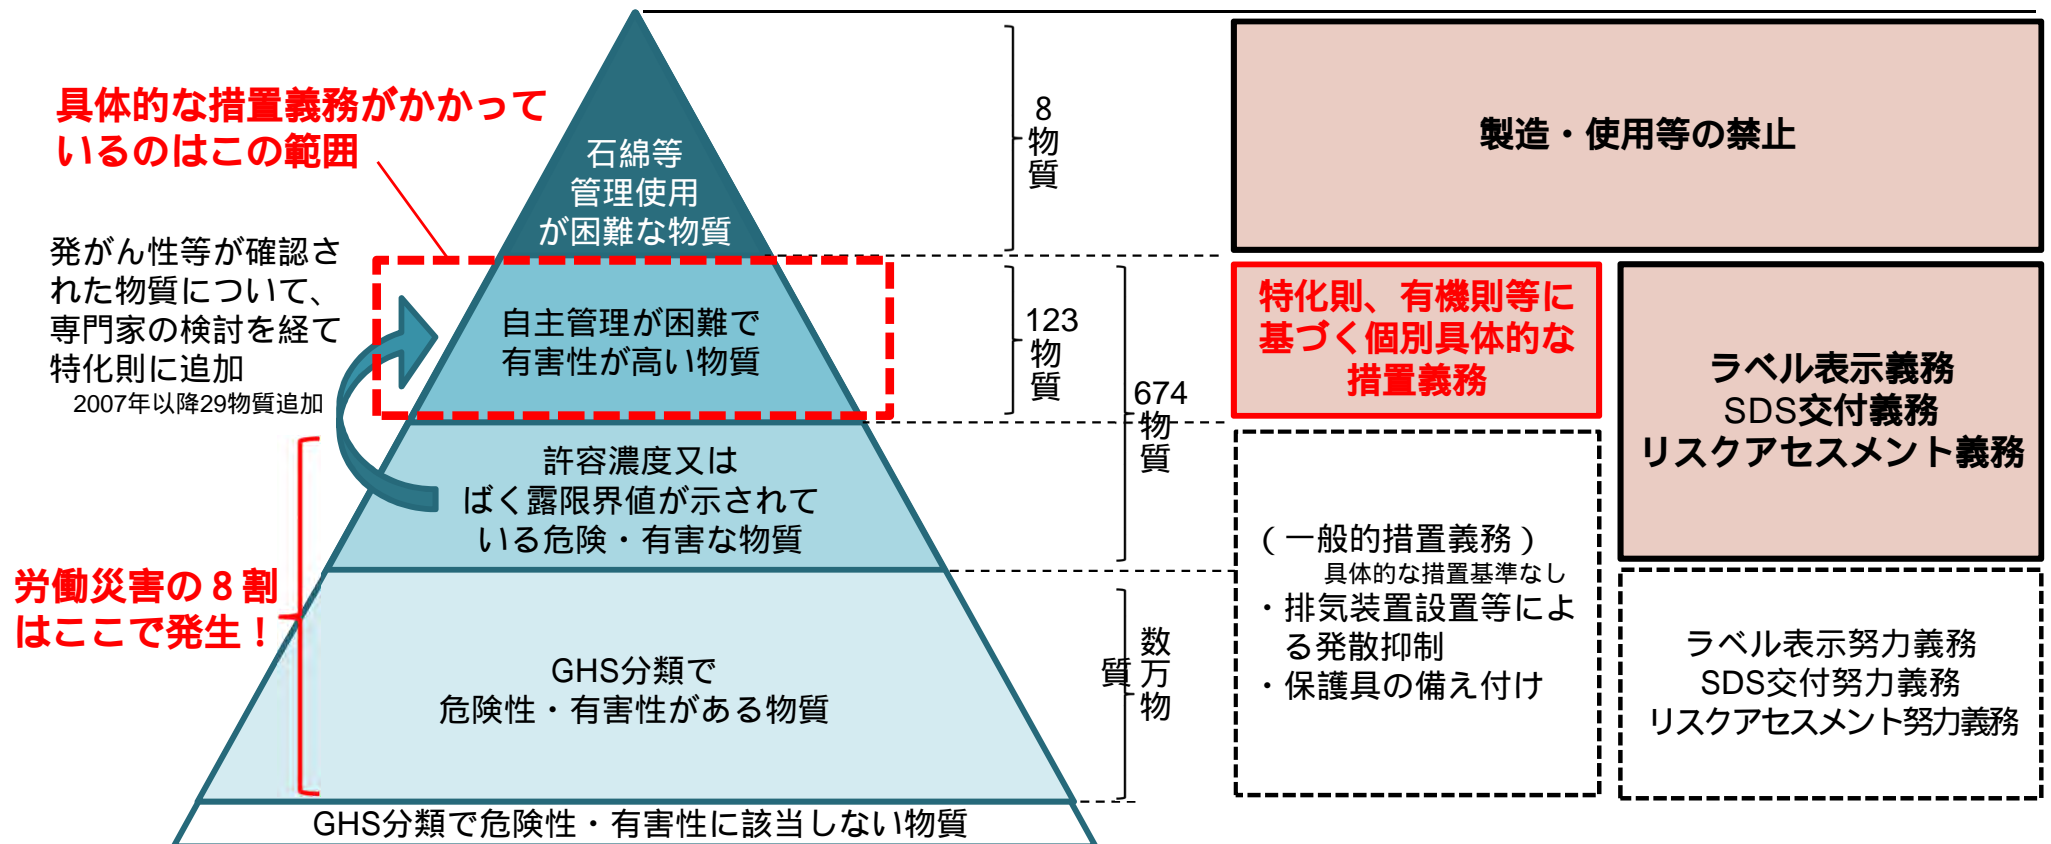 具体的な措置義務がかかって
いるのはこの範囲
発がん性等が確認さ
れた物質について、
専門家の検討を経て
特化則に追加
2007年以降29物質追加
労働災害の８割
はここで発生！
石綿等
管理使用
が困難な物質
自主管理が困難で
有害性が高い物質
許容濃度又は
ばく露限界値が示されて
いる危険・有害な物質
GHS分類で
危険性・有害性がある物質
GHS分類で危険性・有害性に該当しない物質
8
物
質
123
物
質
674
物
質
数
万
物
質
製造・使用等の禁止
特化則、有機則等に
基づく個別具体的な
措置義務
ラベル表示義務
SDS交付義務
リスクアセスメント義務
（一般的措置義務）
具体的な措置基準なし
・排気装置設置等によ
る発散抑制
・保護具の備え付け
ラベル表示努力義務
SDS交付努力義務
リスクアセスメント努力義務